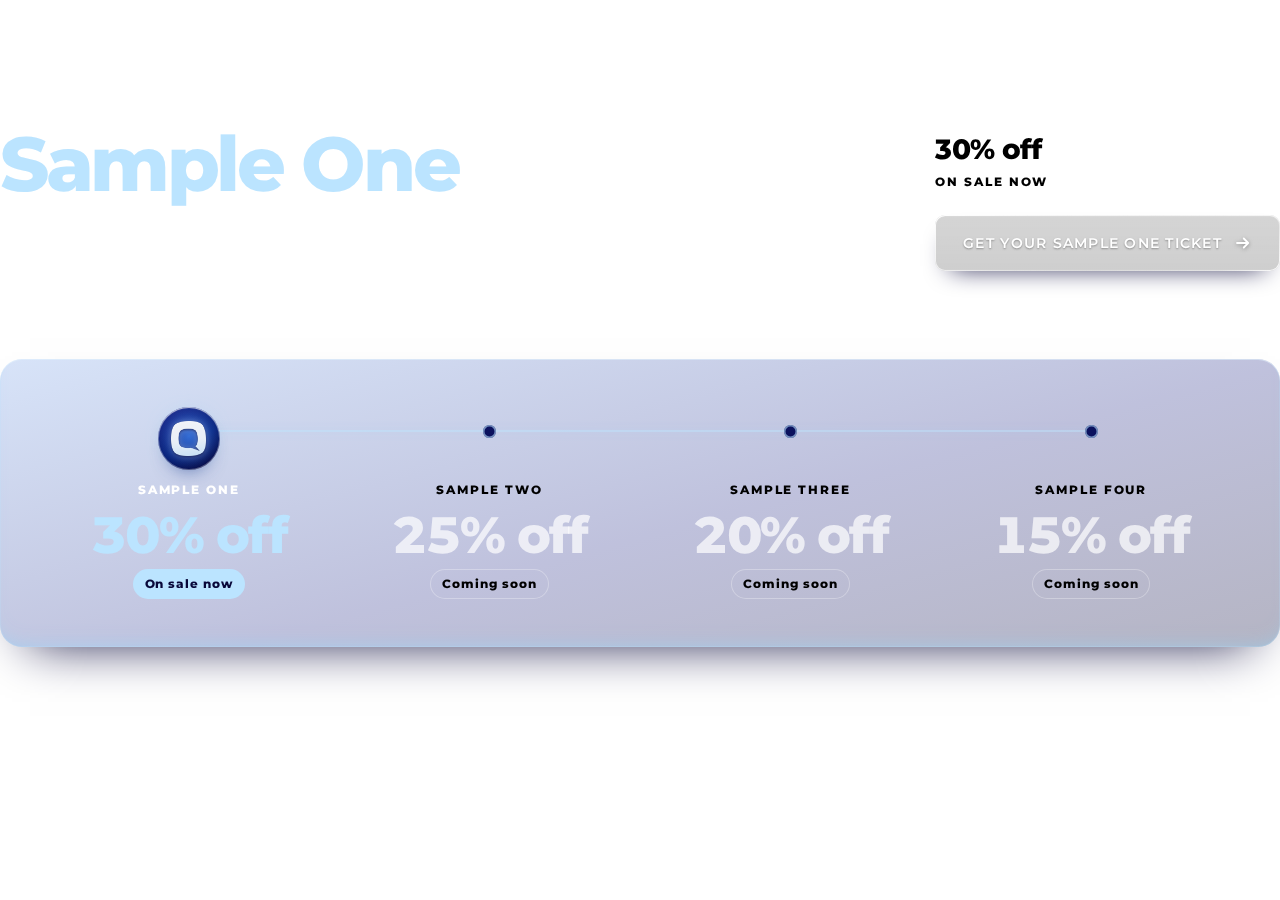 Sample One
30% off
ON SALE NOW
GET YOUR SAMPLE ONE TICKET
SAMPLE ONE
30% off
On sale now
SAMPLE TWO
25% off
Coming soon
SAMPLE THREE
20% off
Coming soon
SAMPLE FOUR
15% off
Coming soon